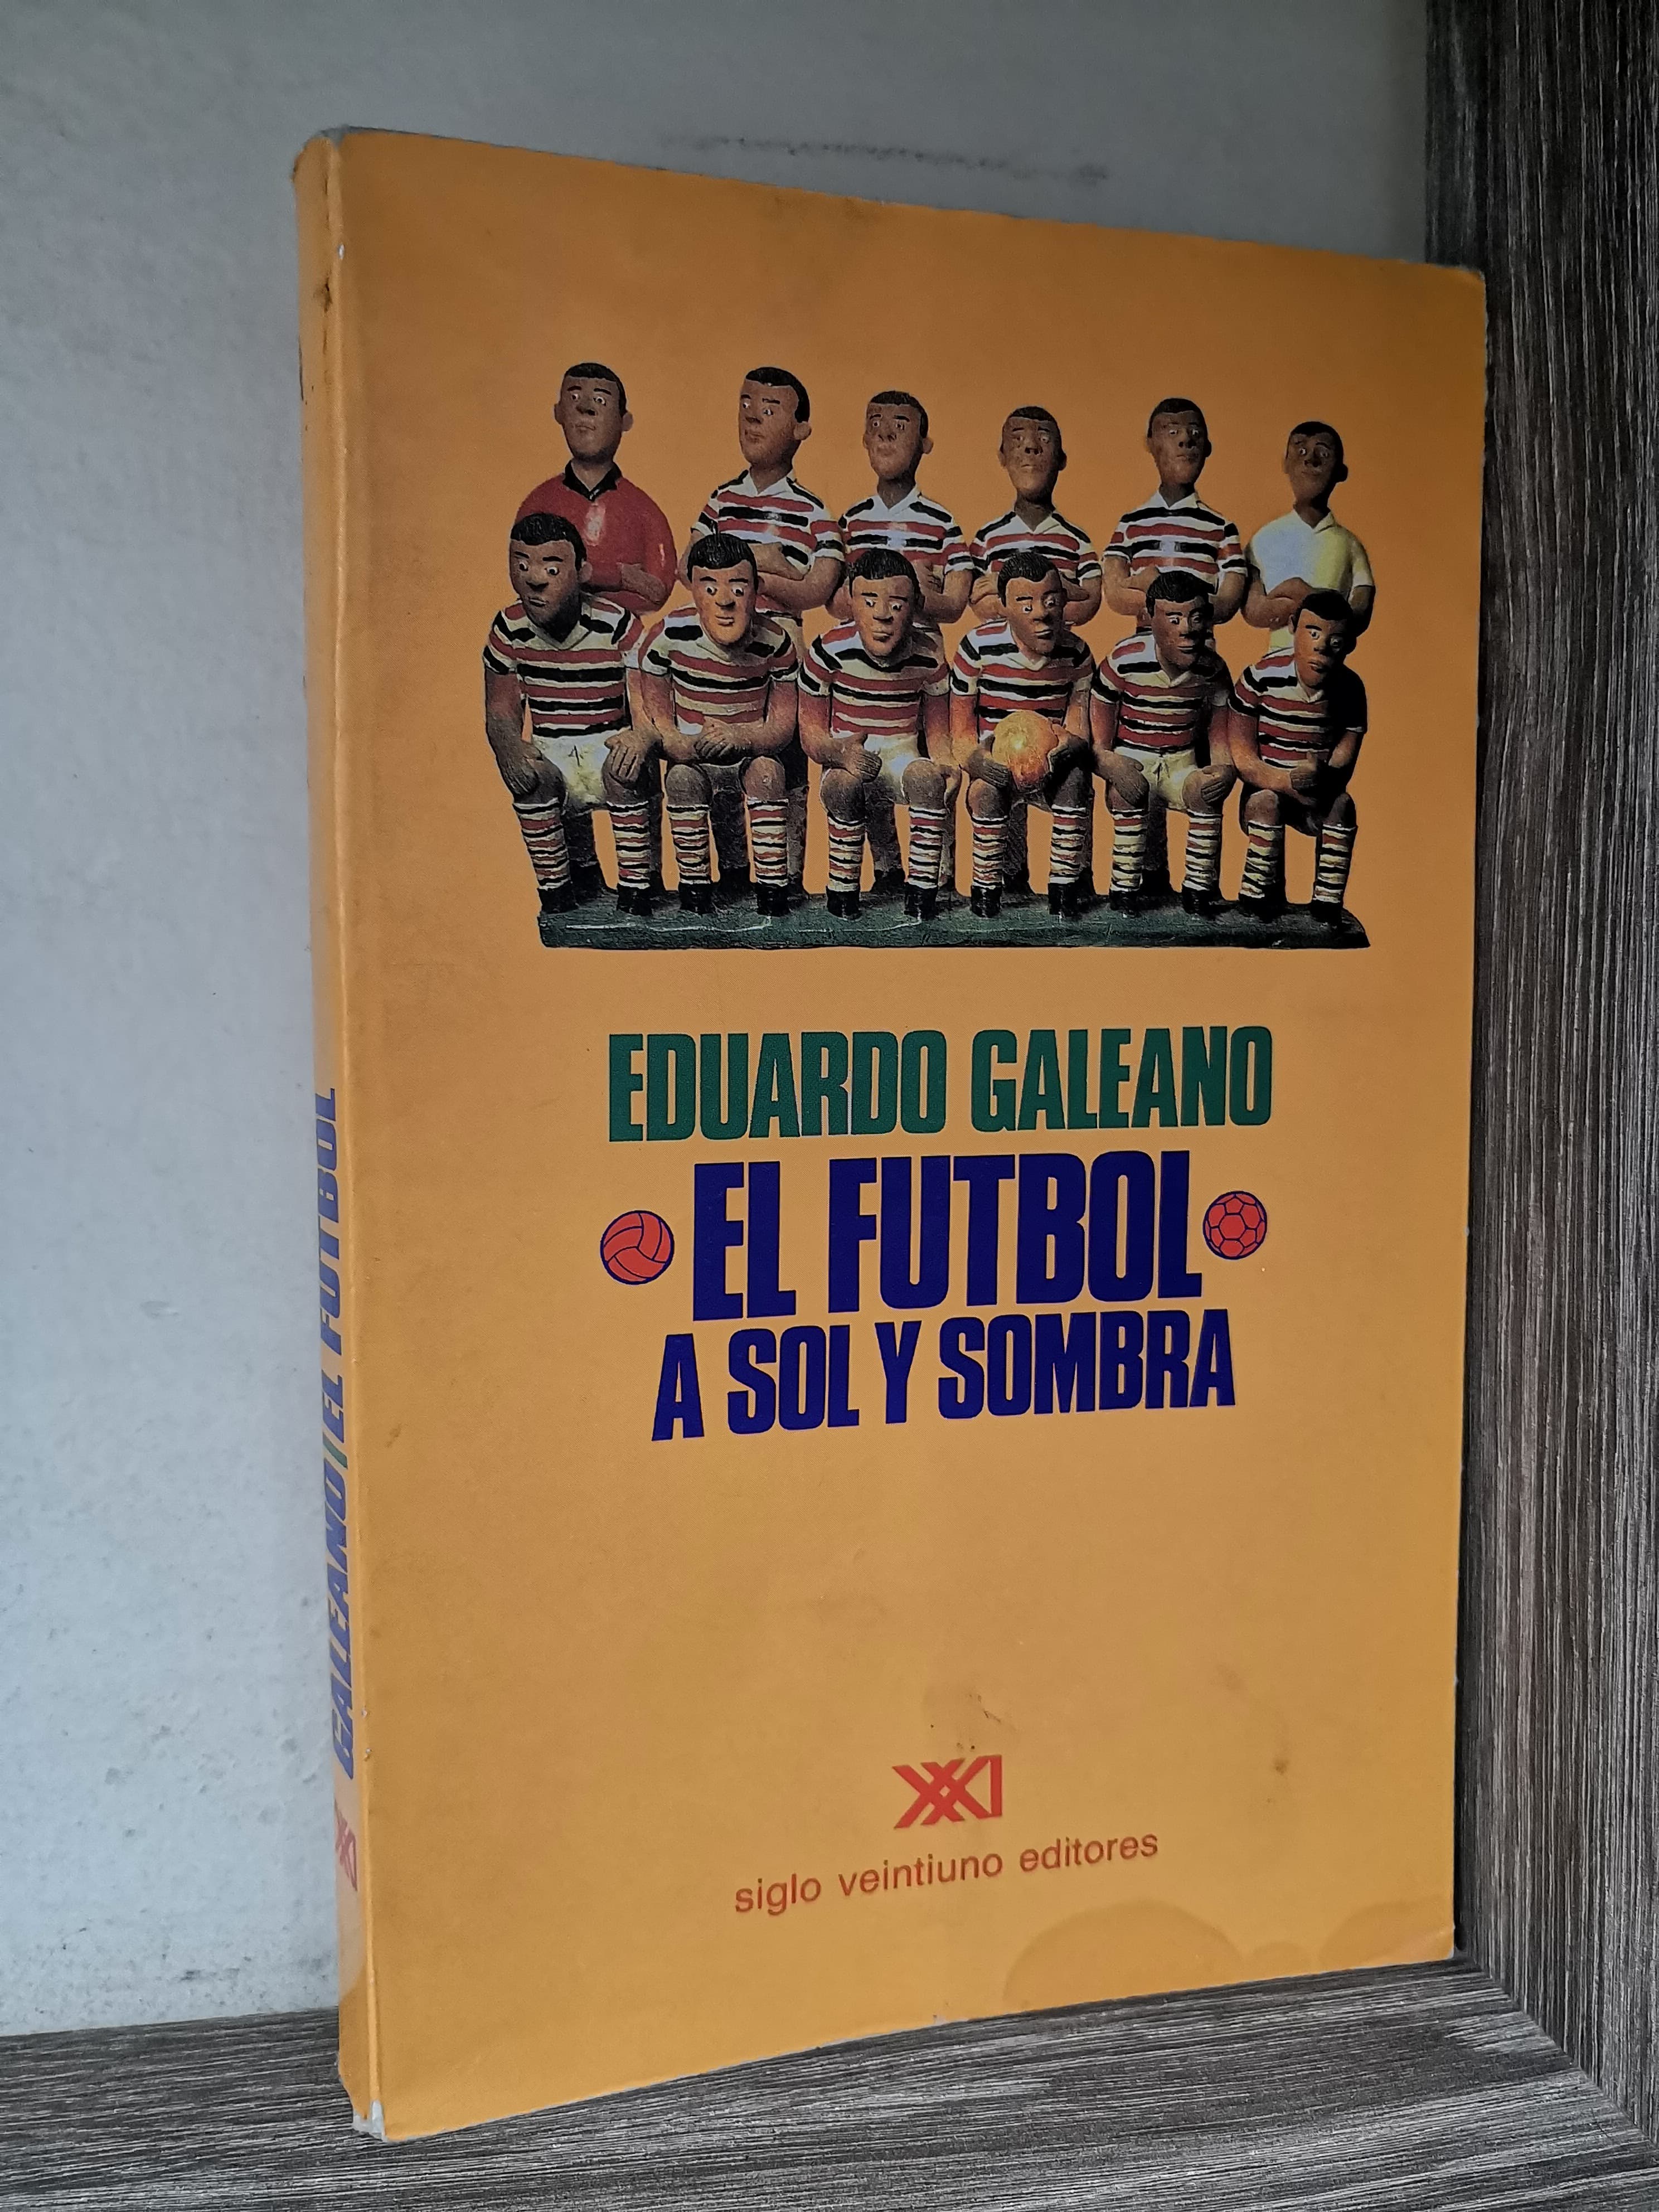 EDUARDO GALEANO
EL FUTBOL
A SOL Y SOMBRA
XXI
siglo veintiuno editores
GALEANO/EL FUTBOL
XXI